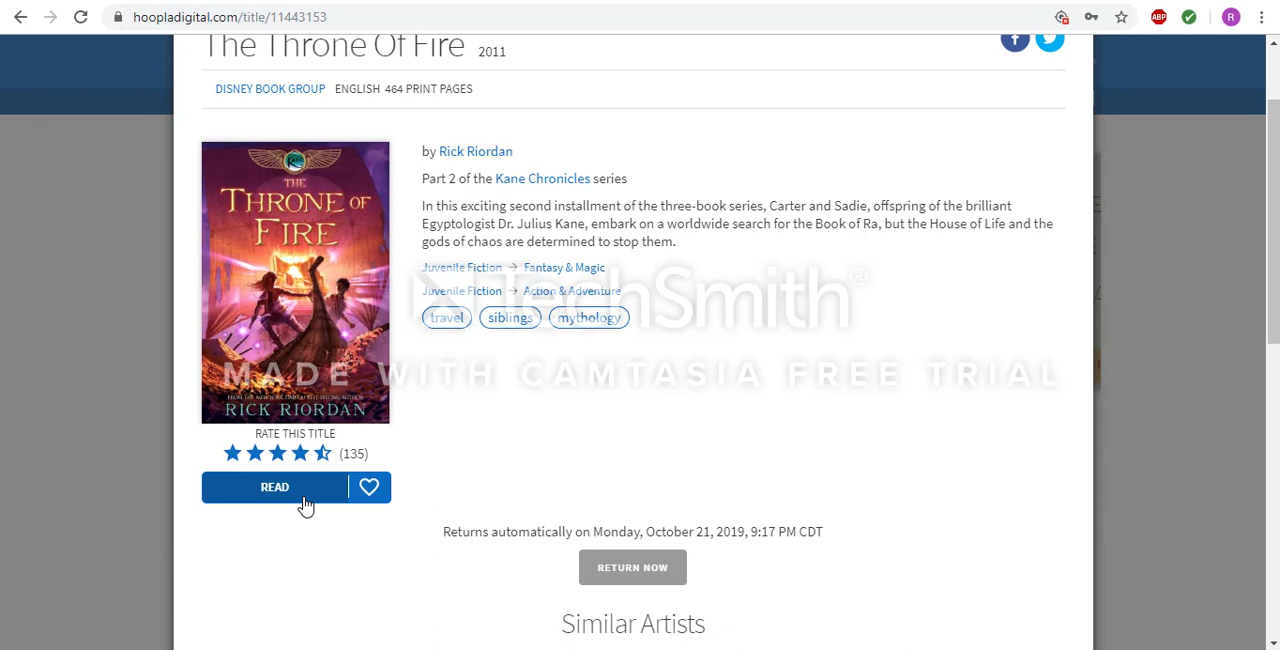 hoopladigital.com/title/11443153
ABP
R
The Throne Of Fire 2011
DISNEY BOOK GROUP ENGLISH 464 PRINT PAGES
by Rick Riordan
Part 2 of the Kane Chronicles series
In this exciting second installment of the three-book series, Carter and Sadie, offspring of the brilliant
Egyptologist Dr. Julius Kane, embark on a worldwide search for the Book of Ra, but the House of Life and the
gods of chaos are determined to stop them.
Juvenile Fiction → Fantasy & Magic
Juvenile Fiction → Action & Adventure
travel siblings mythology
TechSmith®
MADE WITH CAMTASIA FREE TRIAL
THE
THRONE OF
FIRE
RICK RIORDAN
RATE THIS TITLE
(135)
READ
Returns automatically on Monday, October 21, 2019, 9:17 PM CDT
RETURN NOW
Similar Artists